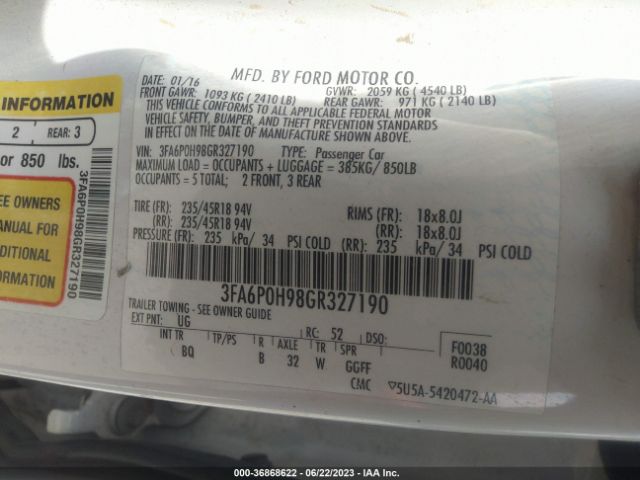 INFORMATION
2 REAR: 3
or 850 lbs.
EE OWNERS
ANUAL FOR
DITIONAL
FORMATION
3FA6P0H98GR327190
DATE: 01/16 MFD. BY FORD MOTOR CO.
FRONT GAWR: 1093 KG ( 2410 LB) GVWR: 2059 KG ( 4540 LB)
REAR GAWR: 971 KG ( 2140 LB)
THIS VEHICLE CONFORMS TO ALL APPLICABLE FEDERAL MOTOR
VEHICLE SAFETY, BUMPER, AND THEFT PREVENTION STANDARDS
IN EFFECT ON THE DATE OF MANUFACTURE SHOWN ABOVE.
VIN: 3FA6P0H98GR327190 TYPE: Passenger Car
MAXIMUM LOAD = OCCUPANTS + LUGGAGE = 385KG/ 850LB
OCCUPANTS = 5 TOTAL; 2 FRONT, 3 REAR
TIRE (FR): 235/45R18 94V RIMS (FR): 18x8.0J
(RR): 235/45R18 94V (RR): 18x8.0J
PRESSURE (FR): 235 kPa/ 34 PSI COLD (RR): 235 kPa/ 34 PSI COLD
3FA6P0H98GR327190
TRAILER TOWING - SEE OWNER GUIDE
EXT PNT: UG RC: 52 DSO:
INT TR TP/PS R AXLE TR SPR
BQ B 32 W GGFF
F0038
R0040
CMC ▽5U5A-5420472-AA
000-36868622 - 06/22/2023 - IAA Inc.